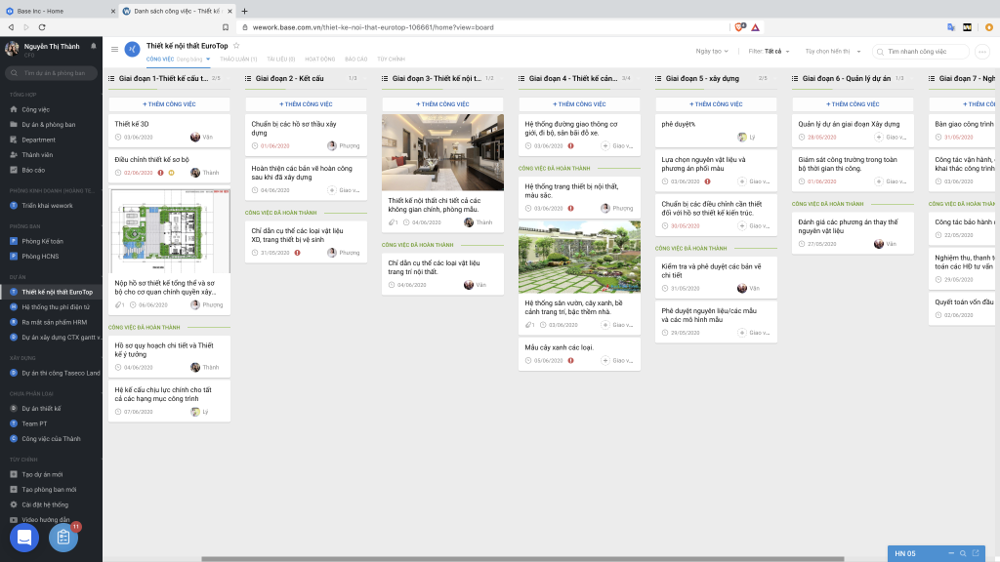 Base Inc - Home
Danh sách công việc - Thiết kế
wework.base.com.vn/thiet-ke-noi-that-eurotop-106661/home?view=board
Nguyễn Thị Thành
CFO
Tìm dự án & phòng ban
TỔNG HỢP
Công việc
Dự án & phòng ban
Department
Thành viên
Báo cáo
PHÒNG KINH DOANH (HOÀNG TE...
Triển khai wework
PHÒNG BAN
Phòng Kế toán
Phòng HCNS
DỰ ÁN
Thiết kế nội thất EuroTop
Hệ thống thu phí điện tử
Ra mắt sản phẩm HRM
Dự án xây dựng CTX gantt v...
XÂY DỰNG
Dự án thi công Taseco Land
CHƯA PHÂN LOẠI
Dự án thiết kế
Team PT
Công việc của Thành
TÙY CHỈNH
Tạo dự án mới
Tạo phòng ban mới
Cài đặt hệ thống
Video hướng dẫn
11
Thiết kế nội thất EuroTop
CÔNG VIỆC Dạng bảng
THẢO LUẬN (1)
TÀI LIỆU (0)
HOẠT ĐỘNG
BÁO CÁO
TÙY CHỈNH
Ngày tạo
Filter: Tất cả
Tùy chọn hiển thị
Tìm nhanh công việc
Giai đoạn 1-Thiết kế cấu t... 2/5
+ THÊM CÔNG VIỆC
Thiết kế 3D
03/06/2020 Vân
Điều chỉnh thiết kế sơ bộ
02/06/2020 Thành
Nộp hồ sơ thiết kế tổng thể và sơ
bộ cho cơ quan chính quyền xây...
1 06/06/2020 Phương
CÔNG VIỆC ĐÃ HOÀN THÀNH
Hồ sơ quy hoạch chi tiết và Thiết
kế ý tưởng
04/06/2020 Thành
Hệ kế cấu chịu lực chính cho tất
cả các hạng mục công trình
07/06/2020 Lý
Giai đoạn 2 - Kết cấu 1/3
+ THÊM CÔNG VIỆC
Chuẩn bị các hồ sơ thầu xây
dựng
01/06/2020 Phương
Hoàn thiện các bản vẽ hoàn công
sau khi đã xây dựng
04/06/2020 Giao v...
CÔNG VIỆC ĐÃ HOÀN THÀNH
Chỉ dẫn cụ thể các loại vật liệu
XD, trang thiết bị vệ sinh
31/05/2020 Phương
Giai đoạn 3- Thiết kế nội t... 1/2
+ THÊM CÔNG VIỆC
Thiết kế nội thất chi tiết cả các
không gian chính, phòng mẫu.
1 04/06/2020 Thành
CÔNG VIỆC ĐÃ HOÀN THÀNH
Chỉ dẫn cụ thể các loại vật liệu
trang trí nội thất.
04/06/2020 Vân
Giai đoạn 4 - Thiết kế cản... 3/4
+ THÊM CÔNG VIỆC
Hệ thống đường giao thông cơ
giới, đi bộ, sân bãi đỗ xe.
03/06/2020 Giao v...
CÔNG VIỆC ĐÃ HOÀN THÀNH
Hệ thống trang thiết bị nội thất,
màu sắc.
03/06/2020 Phương
Hệ thống sân vườn, cây xanh, bề
cảnh trang trí, bậc thềm nhà.
1 03/06/2020 Giao v...
Mẫu cây xanh các loại.
05/06/2020 Giao v...
Giai đoạn 5 - xây dựng 2/5
+ THÊM CÔNG VIỆC
phê duyệt%
Lý
Lựa chọn nguyên vật liệu và
phương án phối màu
03/06/2020 Giao v...
Chuẩn bị các điều chỉnh cần thiết
đối với hồ sơ thiết kế kiến trúc.
30/05/2020 Giao v...
CÔNG VIỆC ĐÃ HOÀN THÀNH
Kiểm tra và phê duyệt các bản vẽ
chi tiết
31/05/2020 Vân
Phê duyệt nguyên liệu/các mẫu
và các mô hình mẫu
29/05/2020 Giao v...
Giai đoạn 6 - Quản lý dự án 1/3
+ THÊM CÔNG VIỆC
Quản lý dự án giai đoạn Xây dựng
28/05/2020 Giao v...
Giám sát công trường trong toàn
bộ thời gian thi công.
01/06/2020 Giao v...
CÔNG VIỆC ĐÃ HOÀN THÀNH
Đánh giá các phương án thay thế
nguyên vật liệu
27/05/2020 Vân
Giai đoạn 7 - Ngh
+ THÊM CÔ
Bàn giao công trình
31/05/2020
Công tác vận hành,
khai thác công trình
03/06/2020
CÔNG VIỆC ĐÃ HOÀN
Công tác bảo hành
22/05/2020
Nghiệm thu, thanh t
toán các HĐ tư vấn
29/05/2020
Quyết toán vốn đầu
02/06/2020
HN 05